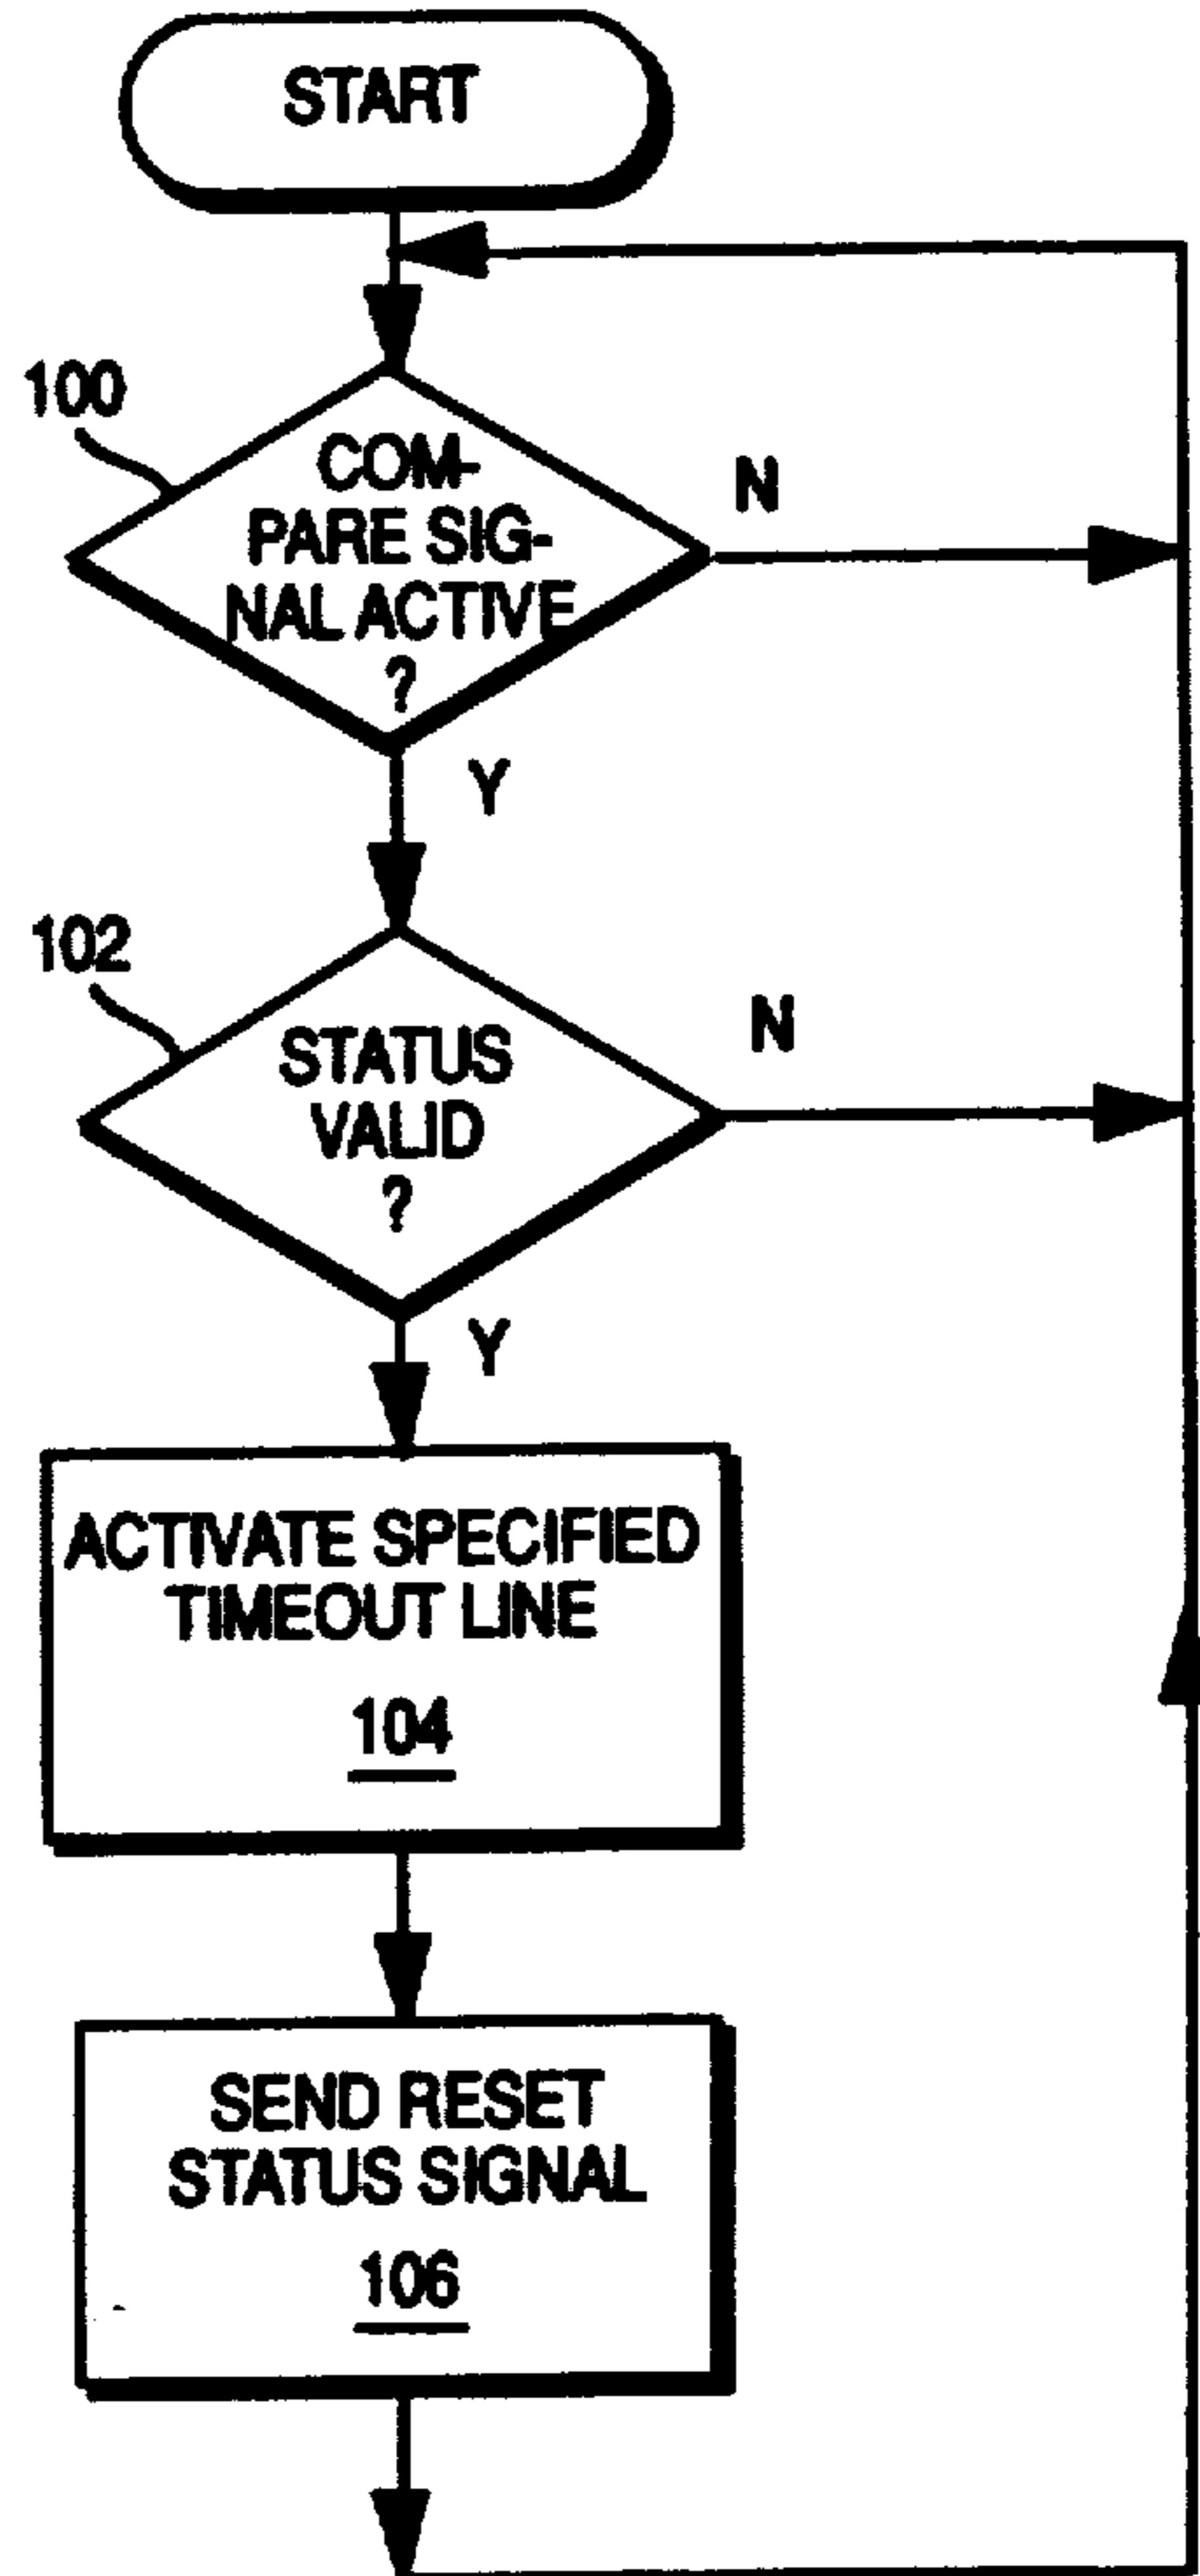 START
100
COM-
PARE SIG-
NAL ACTIVE
?
N
Y
102
STATUS
VALID
?
N
Y
ACTIVATE SPECIFIED
TIMEOUT LINE
104
SEND RESET
STATUS SIGNAL
106